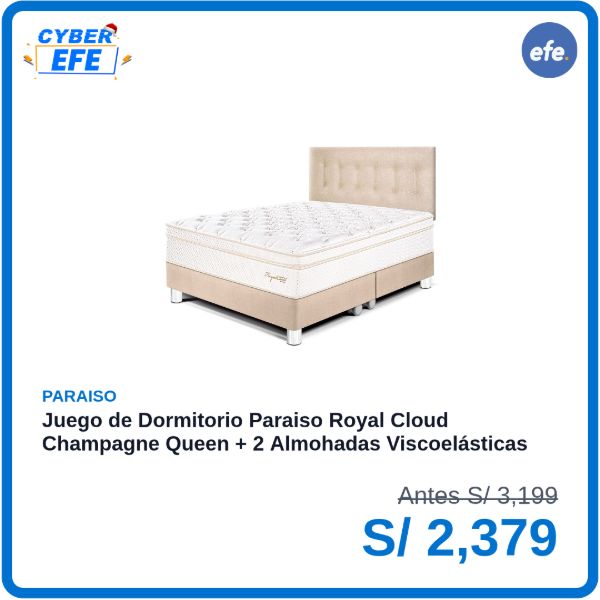 CYBER
EFE
efe.
PARAISO
Juego de Dormitorio Paraiso Royal Cloud
Champagne Queen + 2 Almohadas Viscoelásticas
Antes S/ 3,199
S/ 2,379